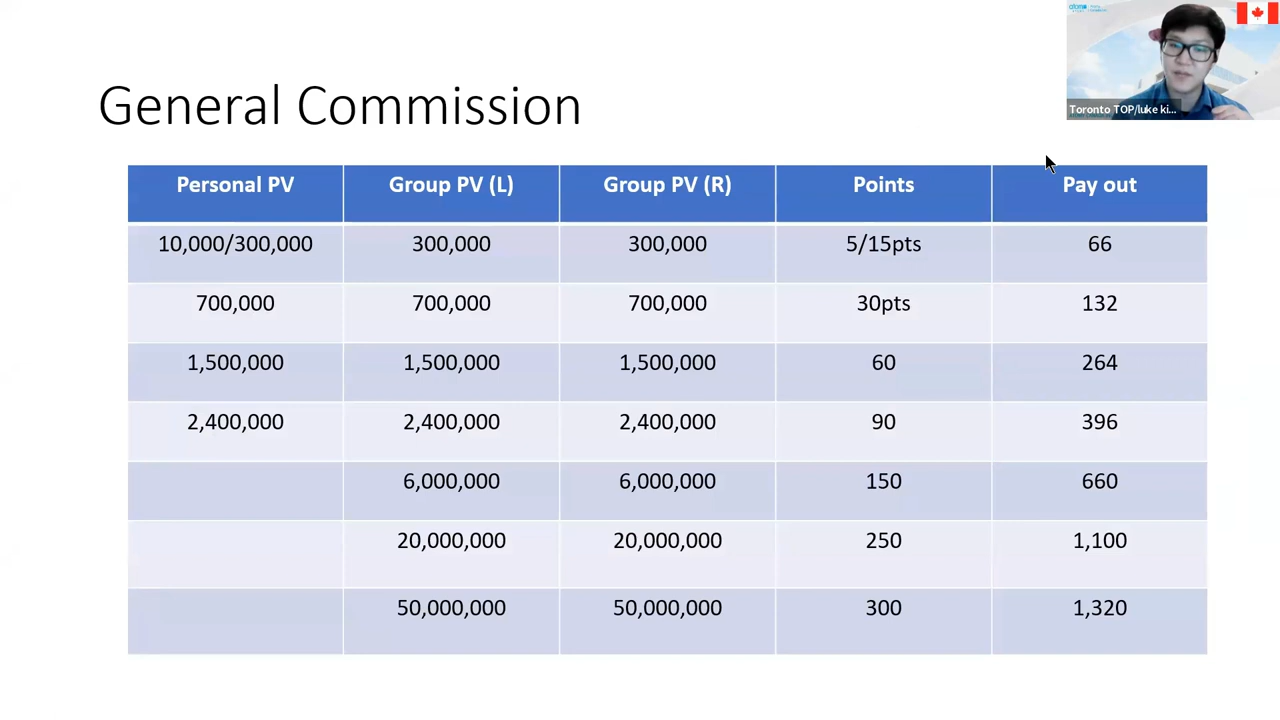 General Commission
Toronto TOP/luke ki...
Personal PV Group PV (L) Group PV (R) Points Pay out
10,000/300,000 300,000 300,000 5/15pts 66
700,000 700,000 700,000 30pts 132
1,500,000 1,500,000 1,500,000 60 264
2,400,000 2,400,000 2,400,000 90 396
6,000,000 6,000,000 150 660
20,000,000 20,000,000 250 1,100
50,000,000 50,000,000 300 1,320